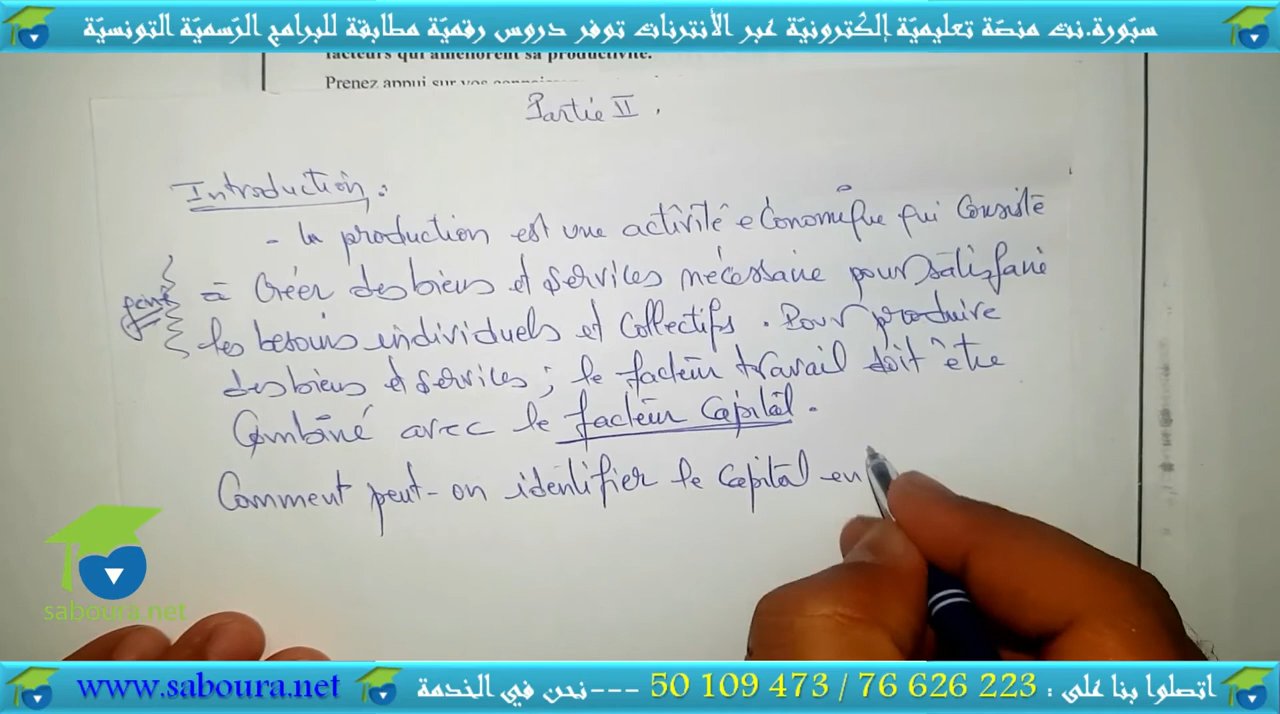 سبّورة.نت منصّة تعليميّة إلكترونيّة عبر الأنترنات توفر دروس رقميّة مطابقة للبرامج الرّسميّة التونسيّة
facteurs qui améliorent sa productivité.
Prenez appui sur vos
Partie II.
Introduction:
- la production est une activité économique qui consiste
à créer des biens et services nécessaire pour satisfaire
les besoins individuels et collectifs. Pour produire
des biens et services; le facteur travail doit être
Combiné avec le facteur capital.
Comment peut-on identifier le capital en
saboura.net
www.saboura.net
اتصلوا بنا على : 50 109 473 / 76 626 223 ---نحن في الخدمة